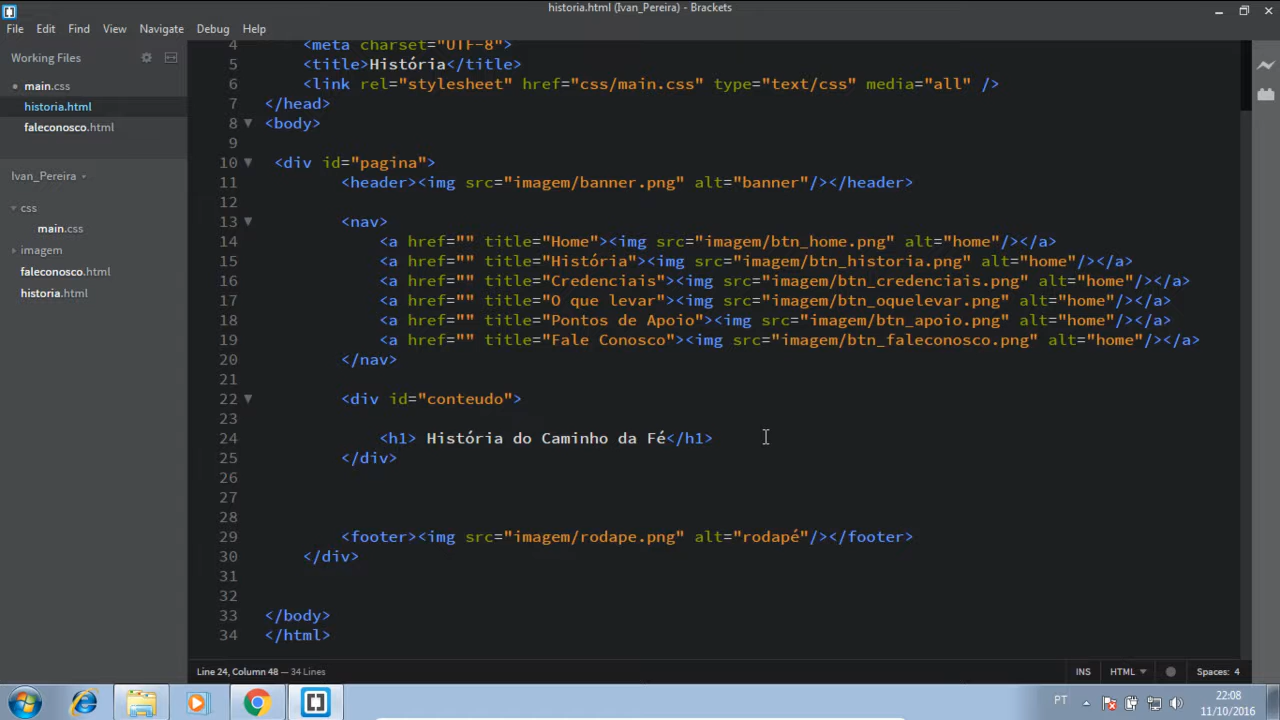 historia.html (Ivan_Pereira) - Brackets
File Edit Find View Navigate Debug Help
Working Files
main.css
historia.html
faleconosco.html
Ivan_Pereira
css
main.css
imagem
faleconosco.html
historia.html
4 <meta charset="UTF-8">
5 <title>História</title>
6 <link rel="stylesheet" href="css/main.css" type="text/css" media="all" />
7 </head>
8 <body>
9
10 <div id="pagina">
11 <header><img src="imagem/banner.png" alt="banner"/></header>
12
13 <nav>
14 <a href="" title="Home"><img src="imagem/btn_home.png" alt="home"/></a>
15 <a href="" title="História"><img src="imagem/btn_historia.png" alt="home"/></a>
16 <a href="" title="Credenciais"><img src="imagem/btn_credenciais.png" alt="home"/></a>
17 <a href="" title="O que levar"><img src="imagem/btn_oquelevar.png" alt="home"/></a>
18 <a href="" title="Pontos de Apoio"><img src="imagem/btn_apoio.png" alt="home"/></a>
19 <a href="" title="Fale Conosco"><img src="imagem/btn_faleconosco.png" alt="home"/></a>
20 </nav>
21
22 <div id="conteudo">
23
24 <h1> História do Caminho da Fé</h1>
25 </div>
26
27
28
29 <footer><img src="imagem/rodape.png" alt="rodapé"/></footer>
30 </div>
31
32
33 </body>
34 </html>
Line 24, Column 48 — 34 Lines
INS HTML Spaces: 4
PT 22:08
11/10/2016